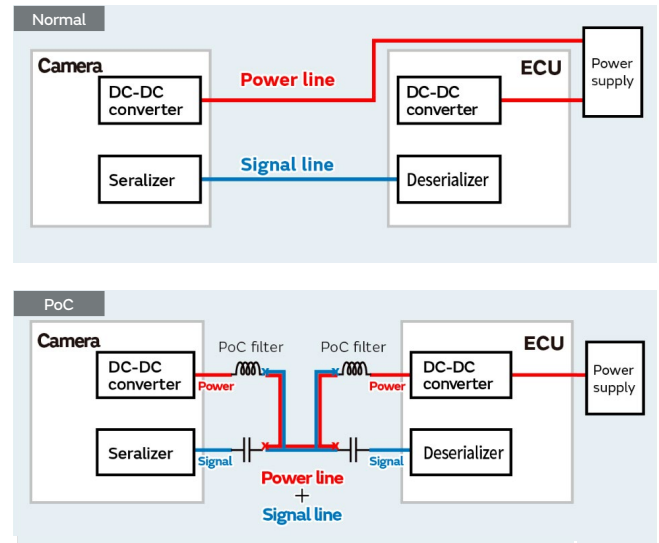 Normal
Camera
DC-DC
converter
Power line
DC-DC
converter
ECU
Power
supply
Seralizer
Signal line
Deserializer
PoC
Camera
DC-DC
converter
Power
PoC filter
PoC filter
Power
DC-DC
converter
ECU
Power
supply
Seralizer
Signal
Signal
Deserializer
Power line
+
Signal line